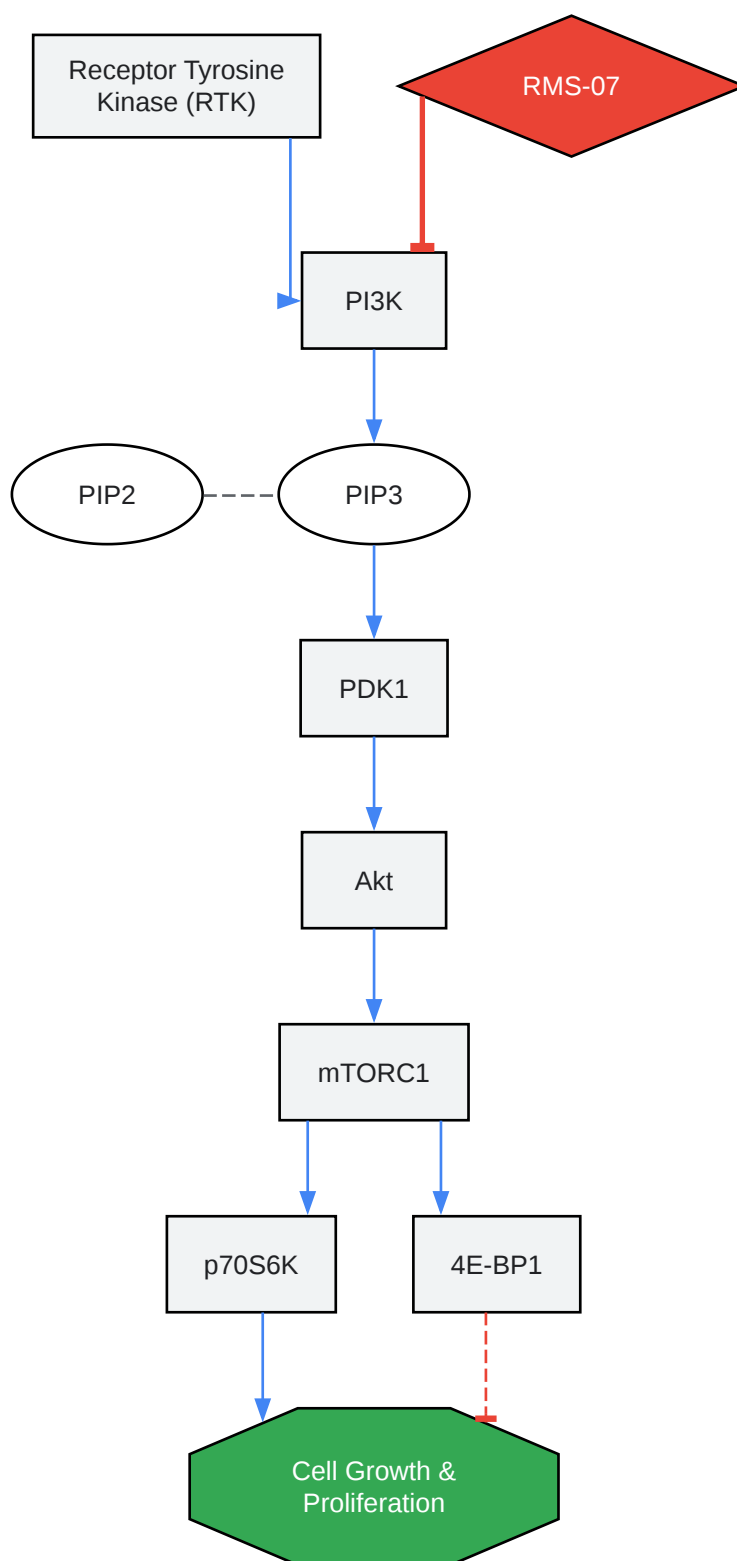 Receptor Tyrosine
Kinase (RTK)
RMS-07
PI3K
PIP2
PIP3
PDK1
Akt
mTORC1
p70S6K
4E-BP1
Cell Growth &
Proliferation